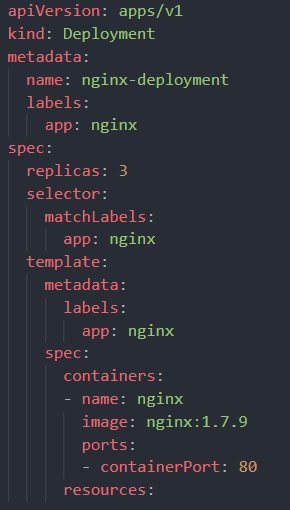 apiVersion: apps/v1
kind: Deployment
metadata:
  name: nginx-deployment
  labels:
    app: nginx
spec:
  replicas: 3
  selector:
    matchLabels:
      app: nginx
  template:
    metadata:
      labels:
        app: nginx
    spec:
      containers:
      - name: nginx
        image: nginx:1.7.9
        ports:
        - containerPort: 80
      resources: